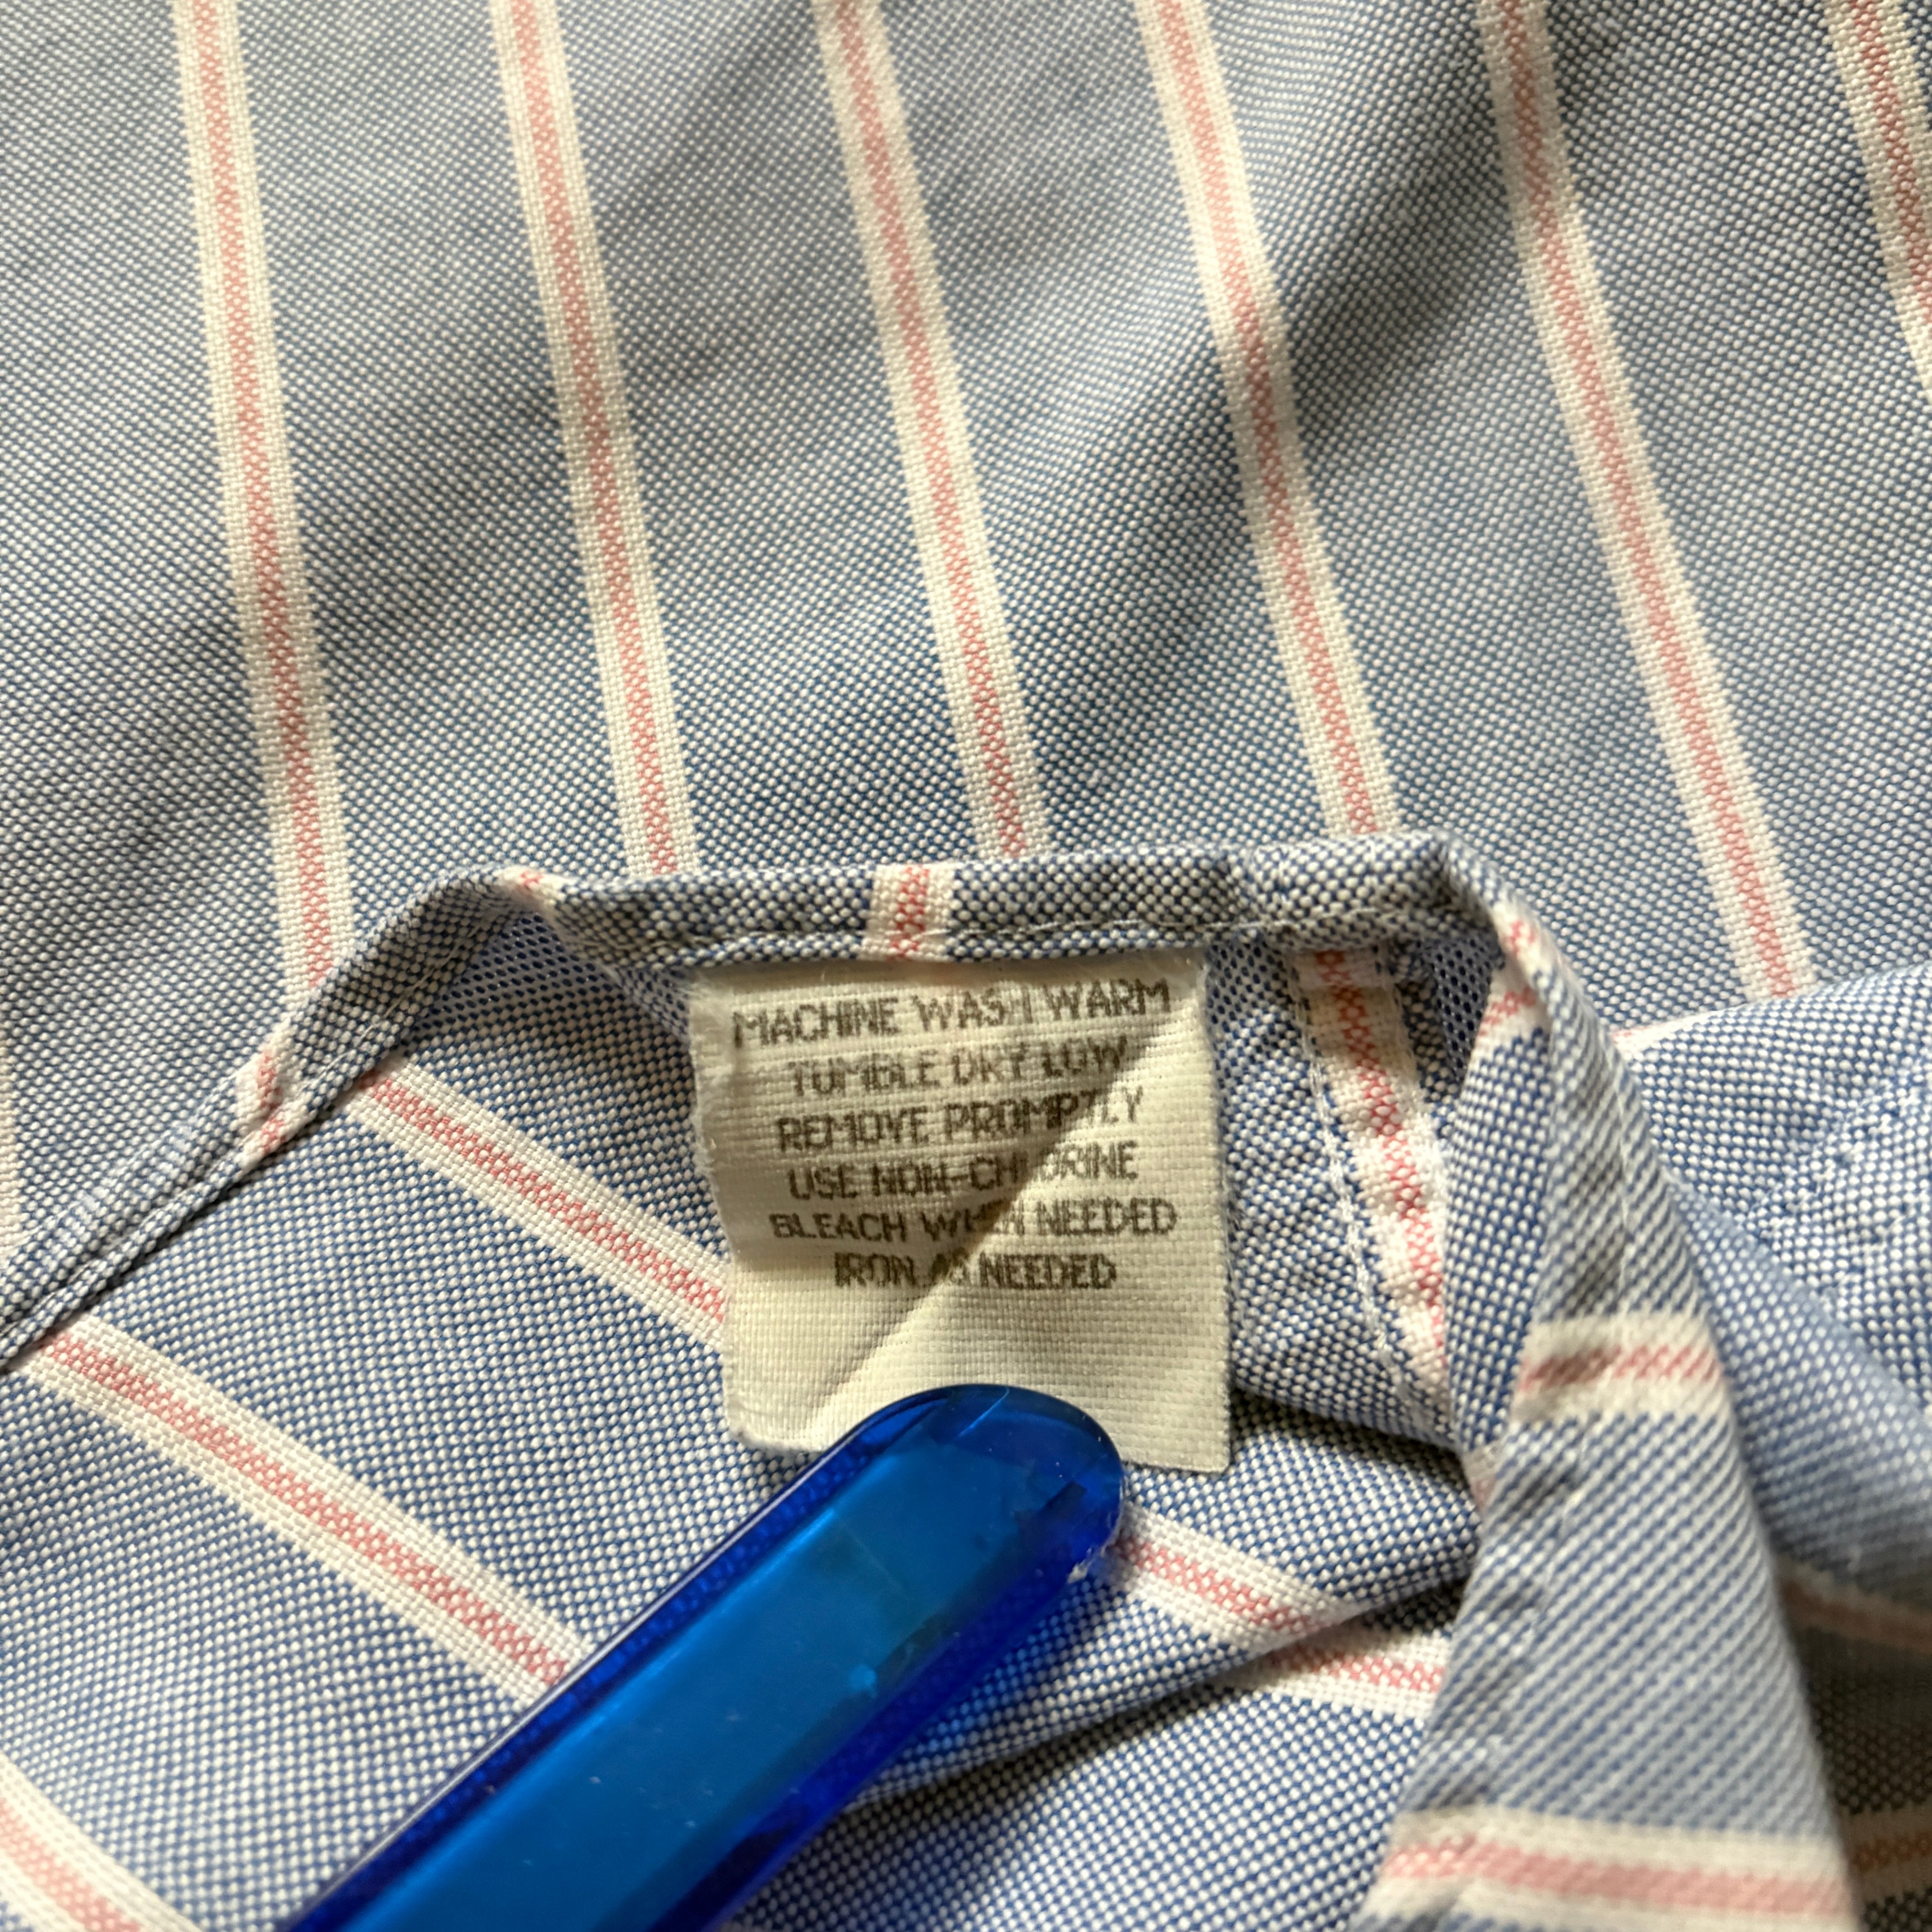 MACHINE WASH WARM
TUMBLE DRY LOW
REMOVE PROMPTLY
USE NON-CHLORINE
BLEACH WHEN NEEDED
IRON AS NEEDED